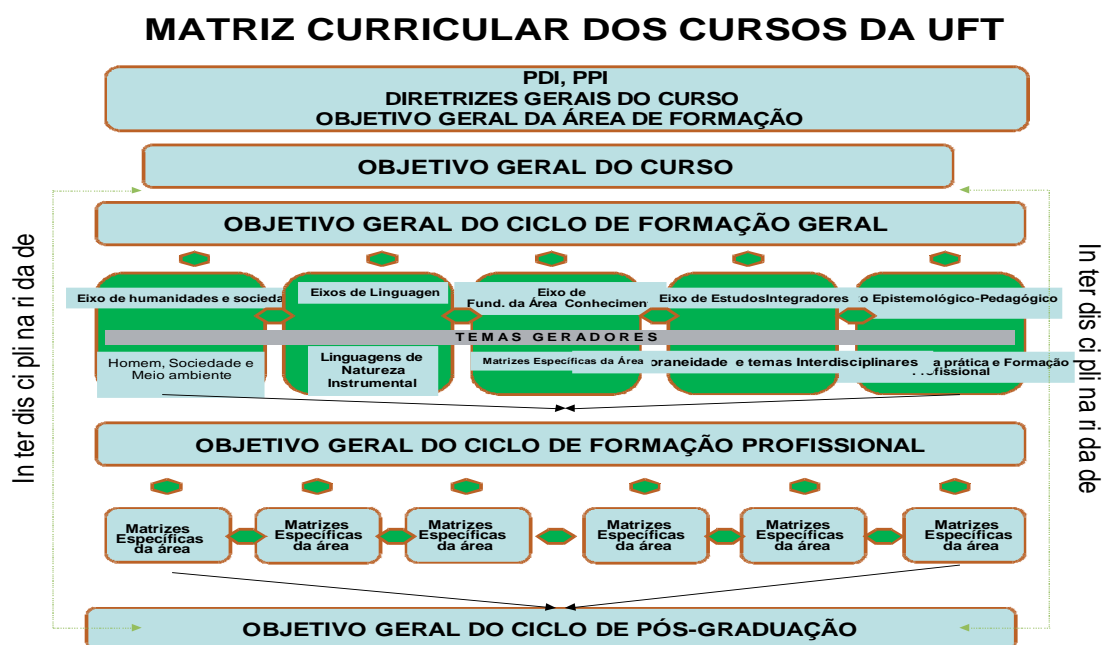 MATRIZ CURRICULAR DOS CURSOS DA UFT
PDI, PPI
DIRETRIZES GERAIS DO CURSO
OBJETIVO GERAL DA ÁREA DE FORMAÇÃO
OBJETIVO GERAL DO CURSO
OBJETIVO GERAL DO CICLO DE FORMAÇÃO GERAL
In ter dis ci pli na ri da de
In ter dis ci pli na ri da de
Eixo de humanidades e socieda
Eixos de Linguagen
Eixo de
Fund. da Área Conheciment
Eixo de EstudosIntegradores
o Epistemológico-Pedagógico
TEMAS GERADORES
Homem, Sociedade e
Meio ambiente
Linguagens de
Natureza
Instrumental
Matrizes Específicas da Área
oraneidade e temas Interdisciplinares
a prática e Formação
rofissional
OBJETIVO GERAL DO CICLO DE FORMAÇÃO PROFISSIONAL
Matrizes
Específicas
da área
Matrizes
Específicas
da área
Matrizes
Específicas
da área
Matrizes
Específicas
da área
Matrizes
Específicas
da área
Matrizes
Específicas
da área
OBJETIVO GERAL DO CICLO DE PÓS-GRADUAÇÃO